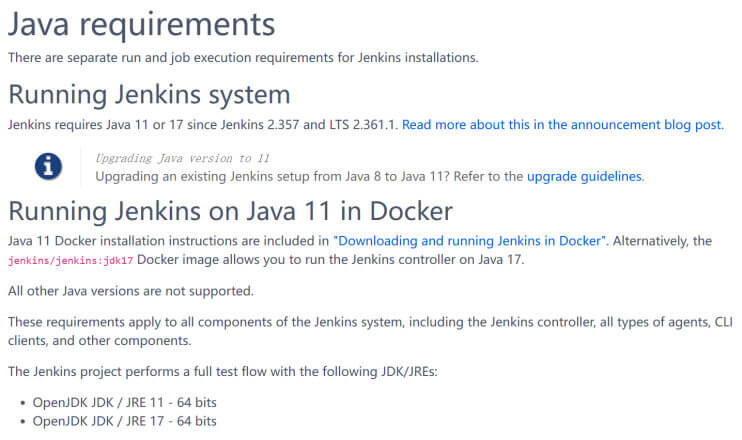 Java requirements
There are separate run and job execution requirements for Jenkins installations.
Running Jenkins system
Jenkins requires Java 11 or 17 since Jenkins 2.357 and LTS 2.361.1. Read more about this in the announcement blog post.
Upgrading Java version to 11
Upgrading an existing Jenkins setup from Java 8 to Java 11? Refer to the upgrade guidelines.
Running Jenkins on Java 11 in Docker
Java 11 Docker installation instructions are included in "Downloading and running Jenkins in Docker". Alternatively, the
jenkins/jenkins:jdk17 Docker image allows you to run the Jenkins controller on Java 17.
All other Java versions are not supported.
These requirements apply to all components of the Jenkins system, including the Jenkins controller, all types of agents, CLI
clients, and other components.
The Jenkins project performs a full test flow with the following JDK/JREs:
• OpenJDK JDK / JRE 11 - 64 bits
• OpenJDK JDK / JRE 17 - 64 bits